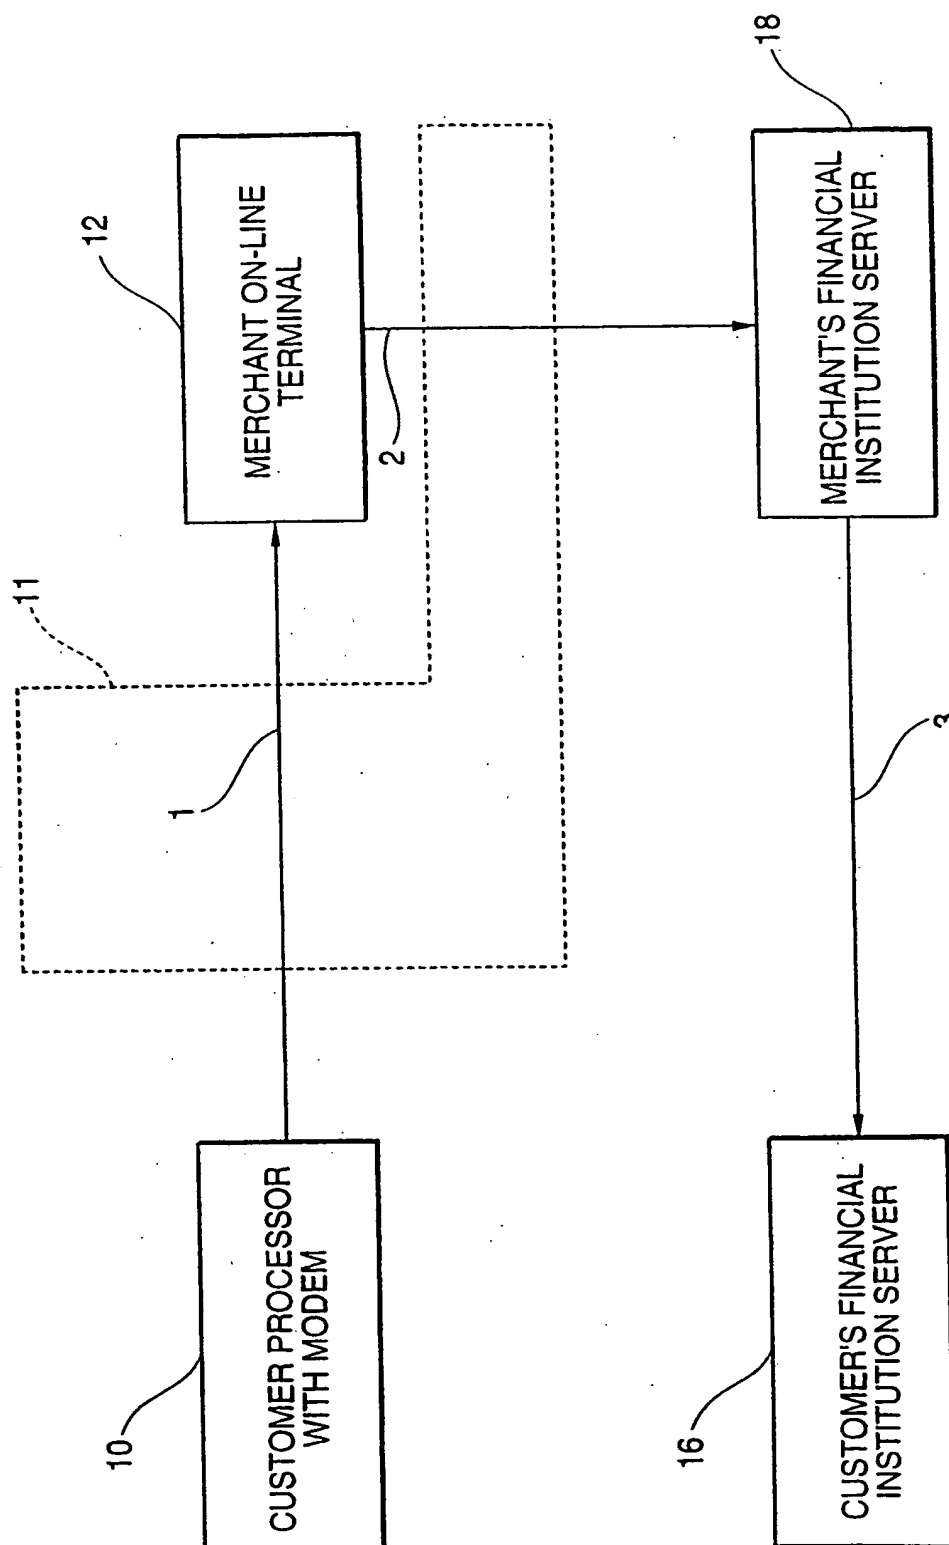 10
CUSTOMER PROCESSOR
WITH MODEM
11
1
12
MERCHANT ON-LINE
TERMINAL
2
16
CUSTOMER'S FINANCIAL
INSTITUTION SERVER
3
18
MERCHANT'S FINANCIAL
INSTITUTION SERVER